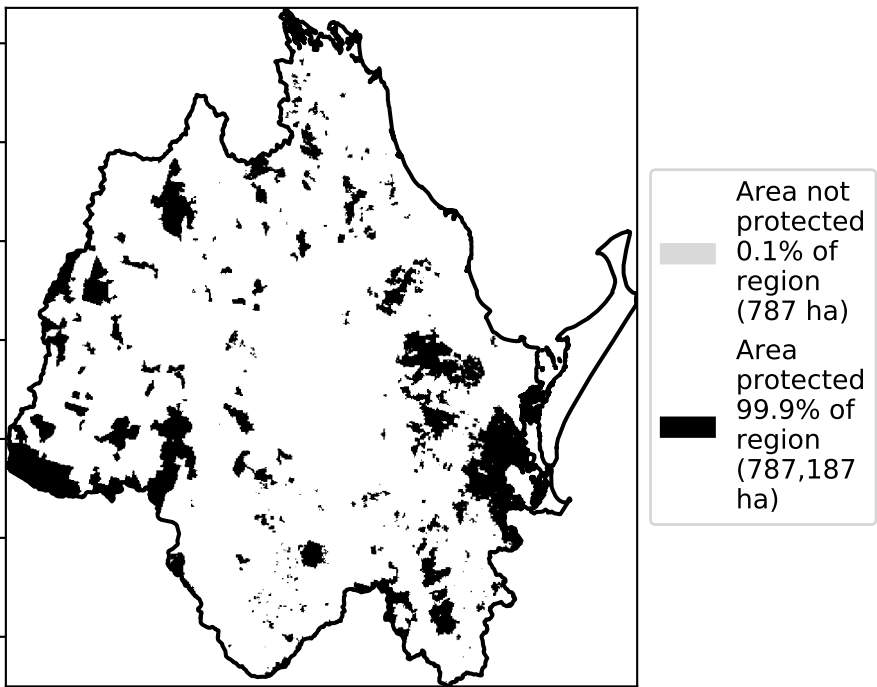 Area not
protected
0.1% of
region
(787 ha)
Area
protected
99.9% of
region
(787,187
ha)